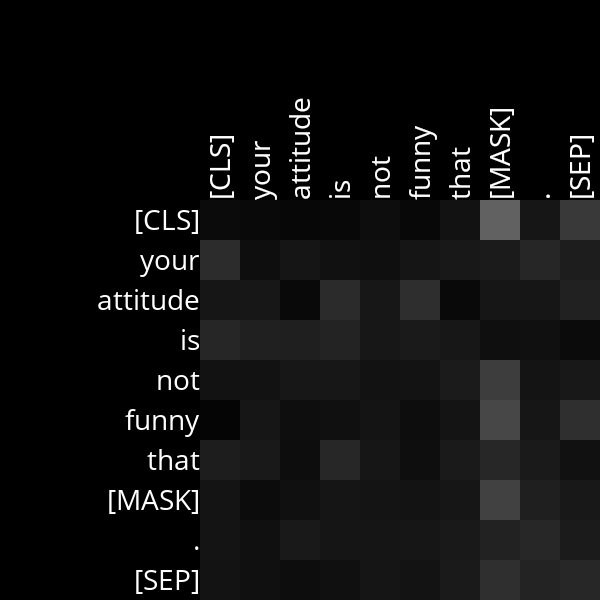 [CLS] your attitude is not funny that [MASK] . [SEP]
[CLS]
your
attitude
is
not
funny
that
[MASK]
.
[SEP]